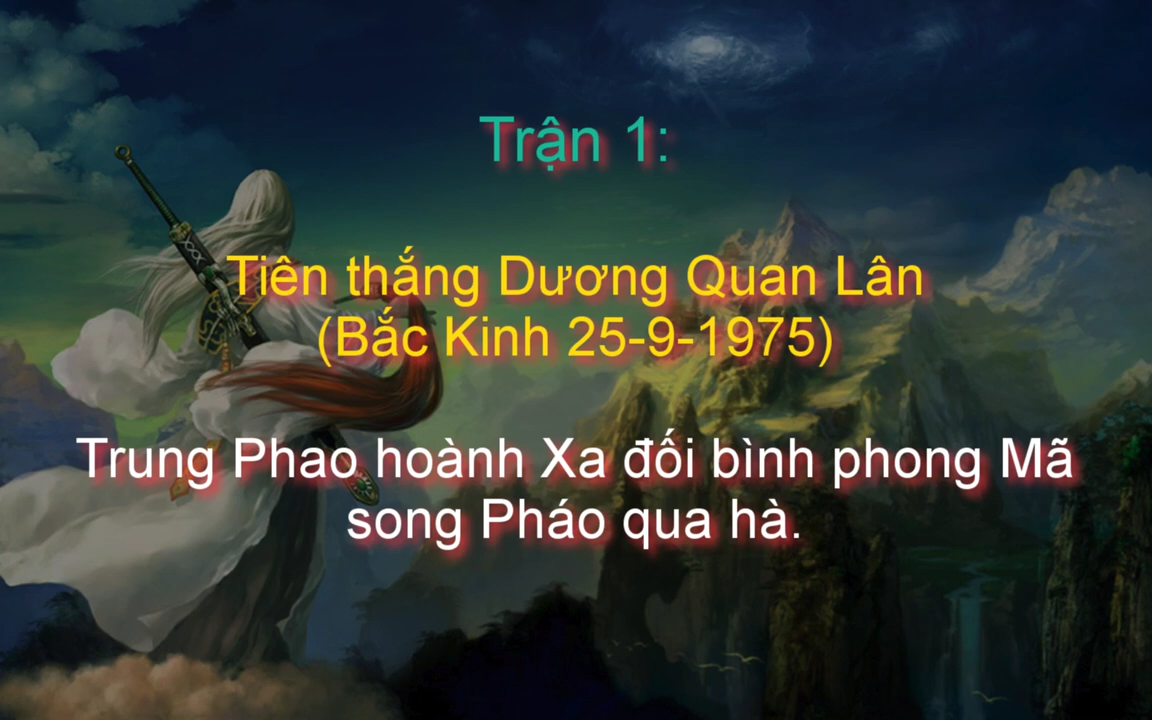 Trận 1:
Tiên thắng Dương Quan Lân
(Bắc Kinh 25-9-1975)
Trung Phao hoành Xa đối bình phong Mã
song Pháo qua hà.